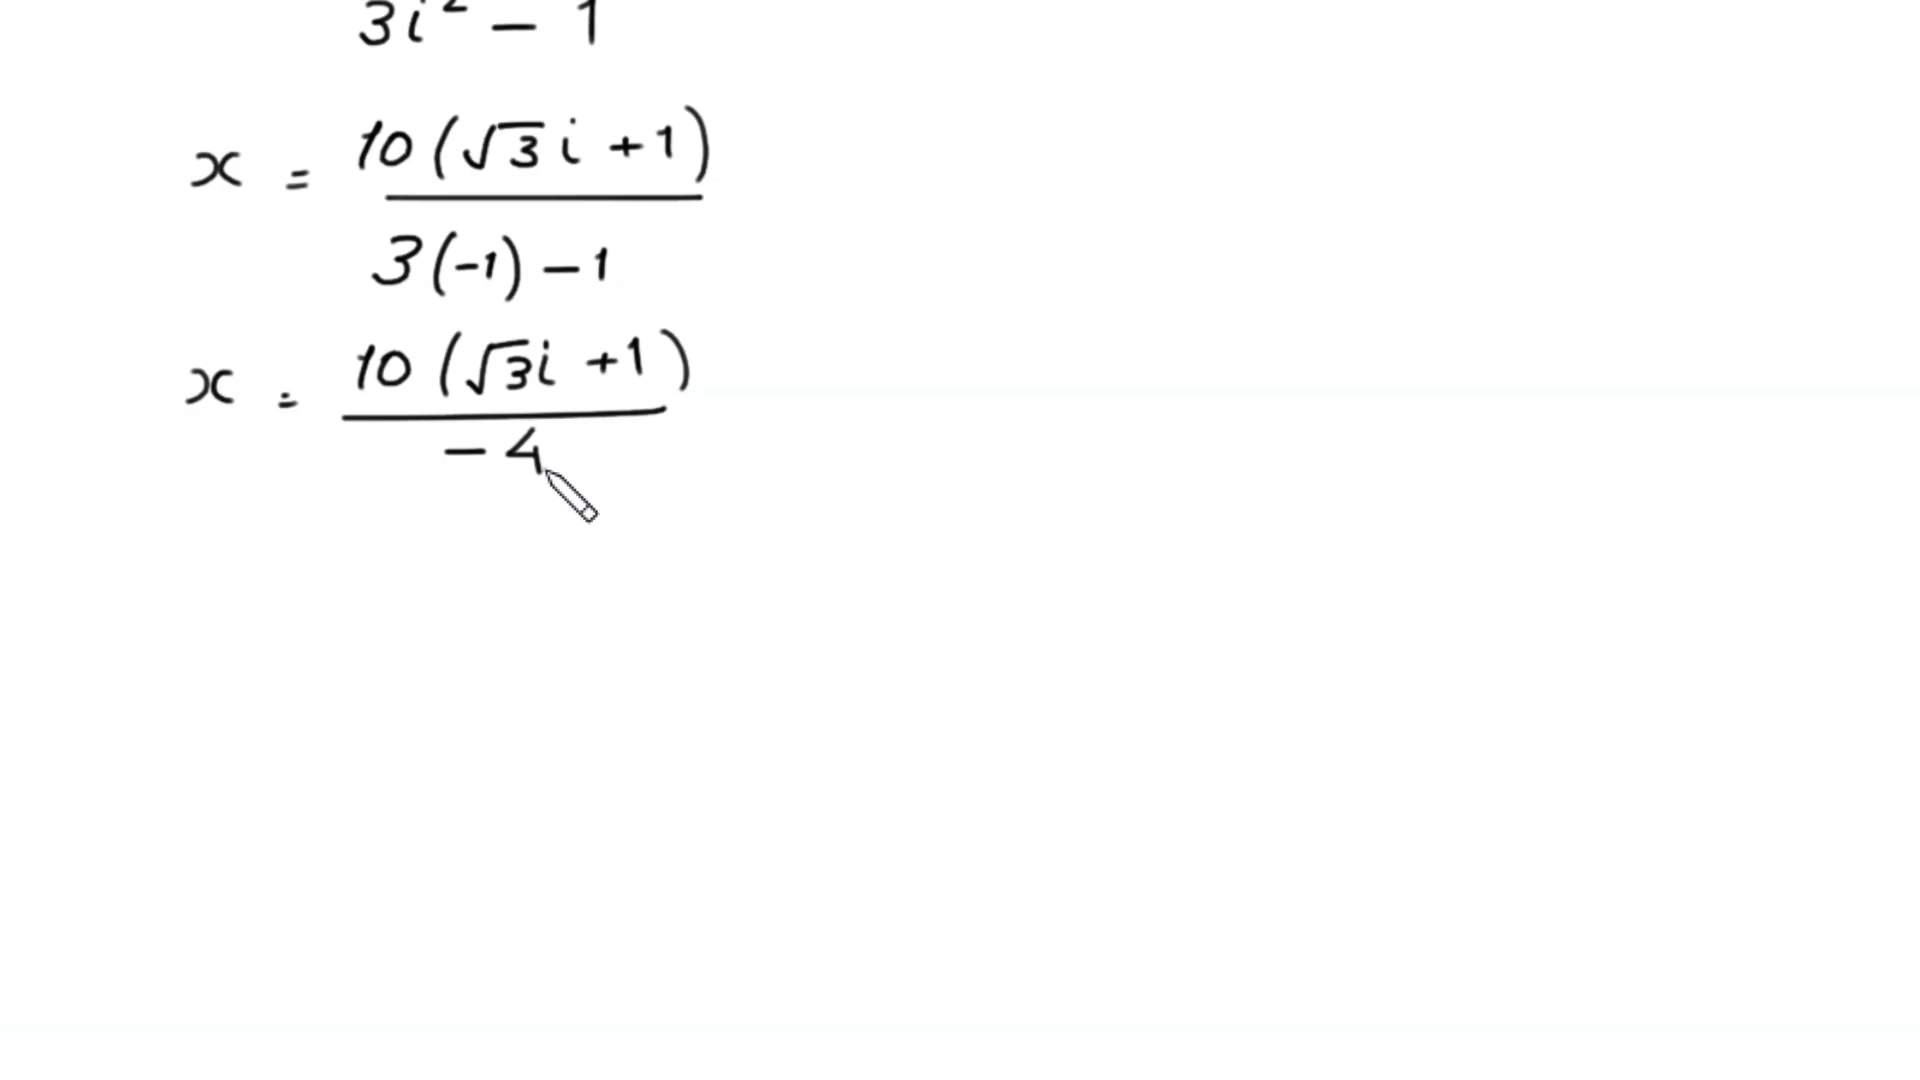 3i² - 1
x = 10(√3 i + 1)
3(-1) - 1
x = 10(√3i + 1)
- 4